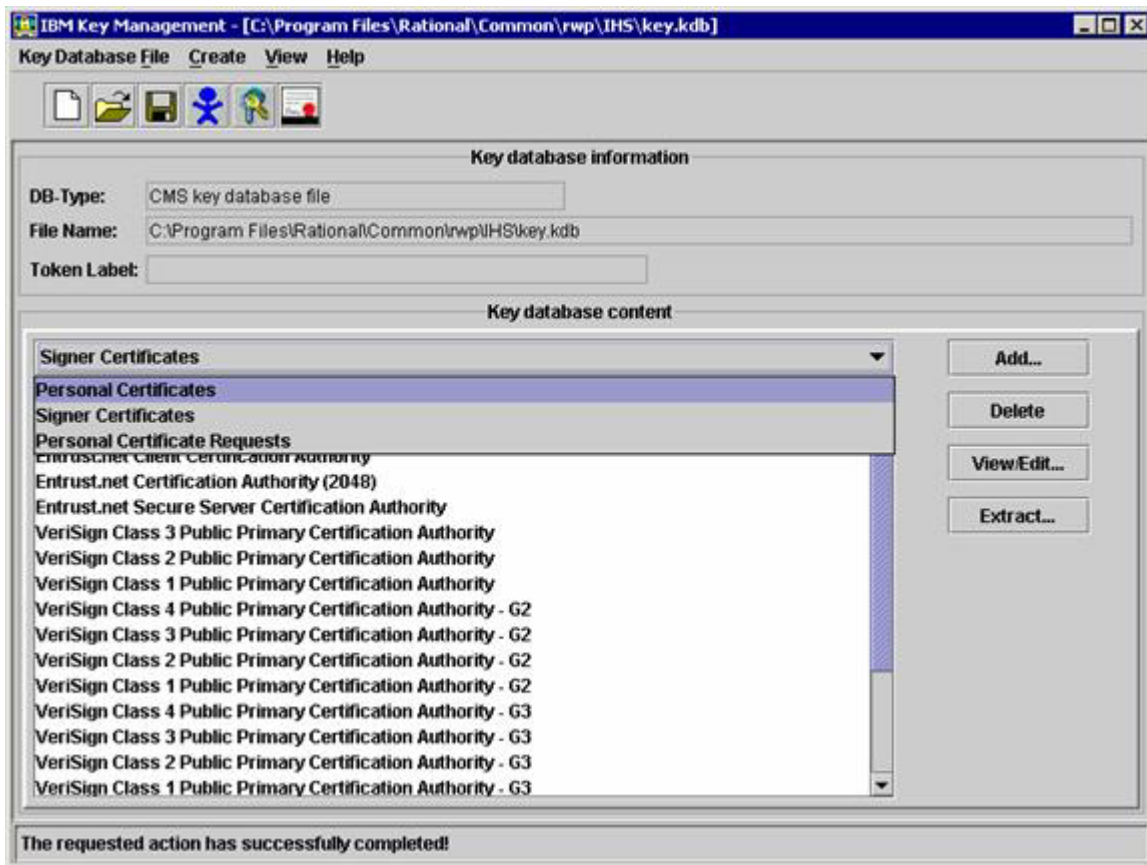 IBM Key Management - [C:\Program Files\Rational\Common\rwp\IHS\key.kdb]
Key Database File Create View Help
Key database information
DB-Type: CMS key database file
File Name: C:\Program Files\Rational\Common\rwp\IHS\key.kdb
Token Label:
Key database content
Signer Certificates
Add...
Personal Certificates
Signer Certificates
Delete
Personal Certificate Requests
Entrust.net Client Certification Authority
View/Edit...
Entrust.net Certification Authority (2048)
Entrust.net Secure Server Certification Authority
Extract...
VeriSign Class 3 Public Primary Certification Authority
VeriSign Class 2 Public Primary Certification Authority
VeriSign Class 1 Public Primary Certification Authority
VeriSign Class 4 Public Primary Certification Authority - G2
VeriSign Class 3 Public Primary Certification Authority - G2
VeriSign Class 2 Public Primary Certification Authority - G2
VeriSign Class 1 Public Primary Certification Authority - G2
VeriSign Class 4 Public Primary Certification Authority - G3
VeriSign Class 3 Public Primary Certification Authority - G3
VeriSign Class 2 Public Primary Certification Authority - G3
VeriSign Class 1 Public Primary Certification Authority - G3
The requested action has successfully completed!